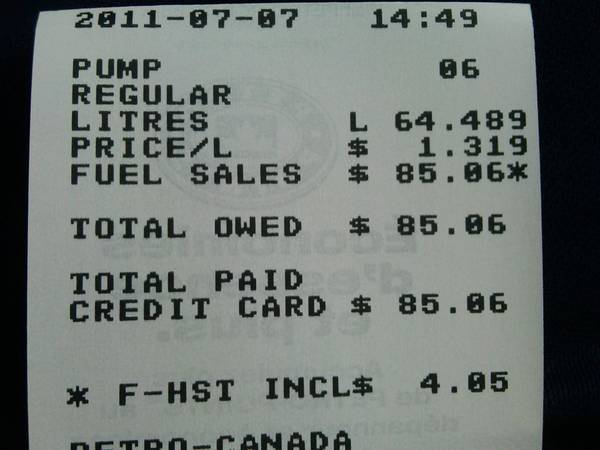 2011-07-07 14:49
PUMP 06
REGULAR
LITRES L 64.489
PRICE/L $ 1.319
FUEL SALES $ 85.06*
TOTAL OWED $ 85.06
TOTAL PAID
CREDIT CARD $ 85.06
* F-HST INCL$ 4.05
PETRO-CANADA